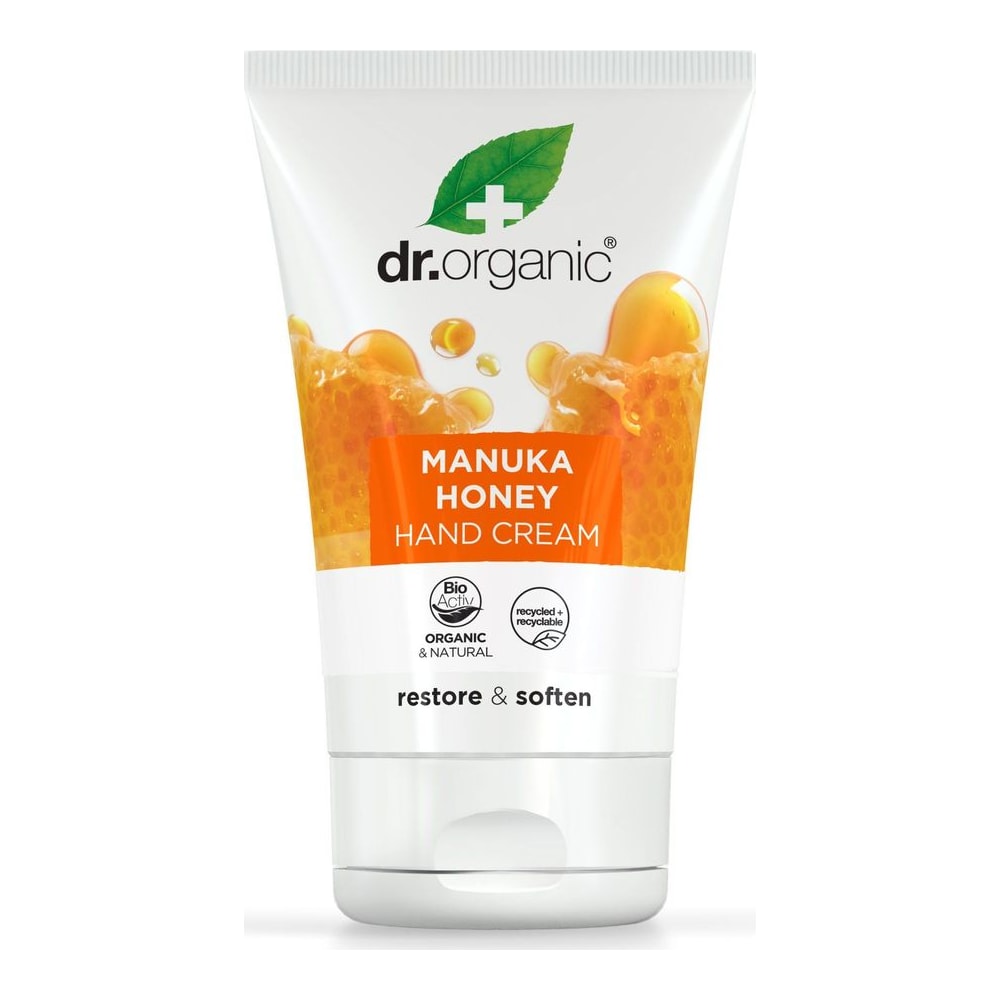 dr.organic®
MANUKA
HONEY
HAND CREAM
Bio
Activ
ORGANIC
& NATURAL
recycled +
recyclable
restore & soften